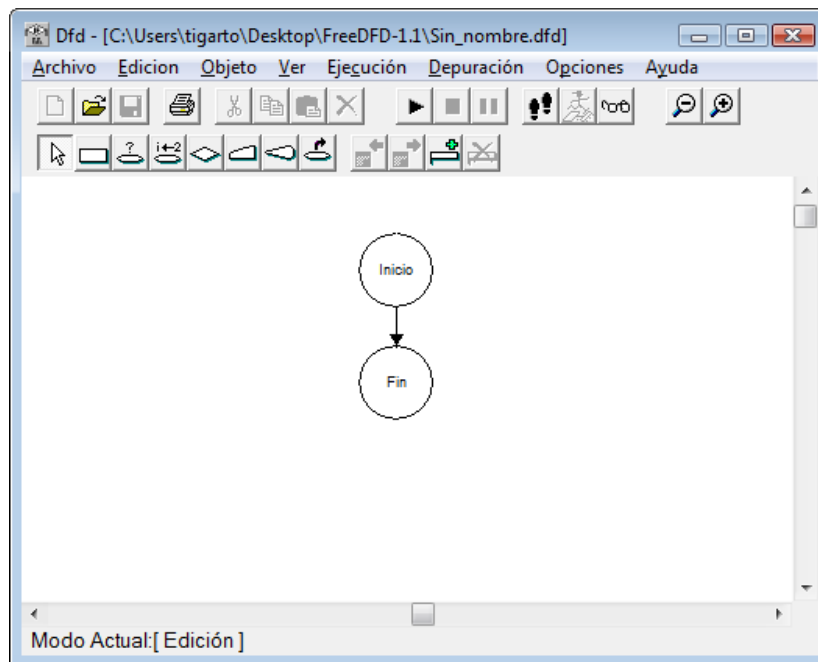 Dfd - [C:\Users\tigarto\Desktop\FreeDFD-1.1\Sin_nombre.dfd]
Archivo Edicion Objeto Ver Ejecución Depuración Opciones Ayuda
? i←2
Inicio
Fin
Modo Actual:[ Edición ]